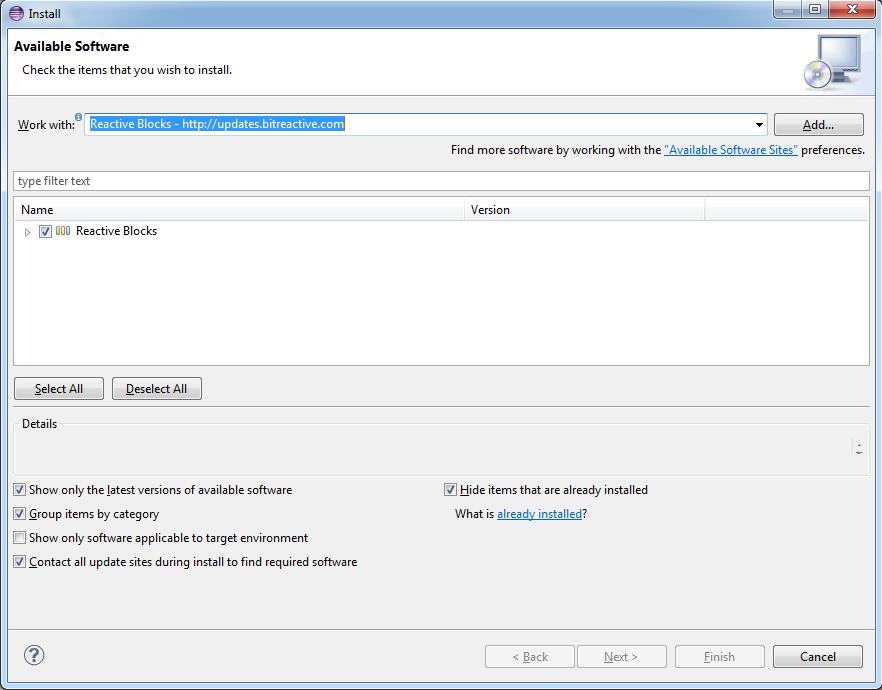 Install
Available Software
Check the items that you wish to install.
Work with: Reactive Blocks - http://updates.bitreactive.com Add...
Find more software by working with the "Available Software Sites" preferences.
type filter text
Name Version
Reactive Blocks
Select All Deselect All
Details
Show only the latest versions of available software Hide items that are already installed
Group items by category What is already installed?
Show only software applicable to target environment
Contact all update sites during install to find required software
? < Back Next > Finish Cancel